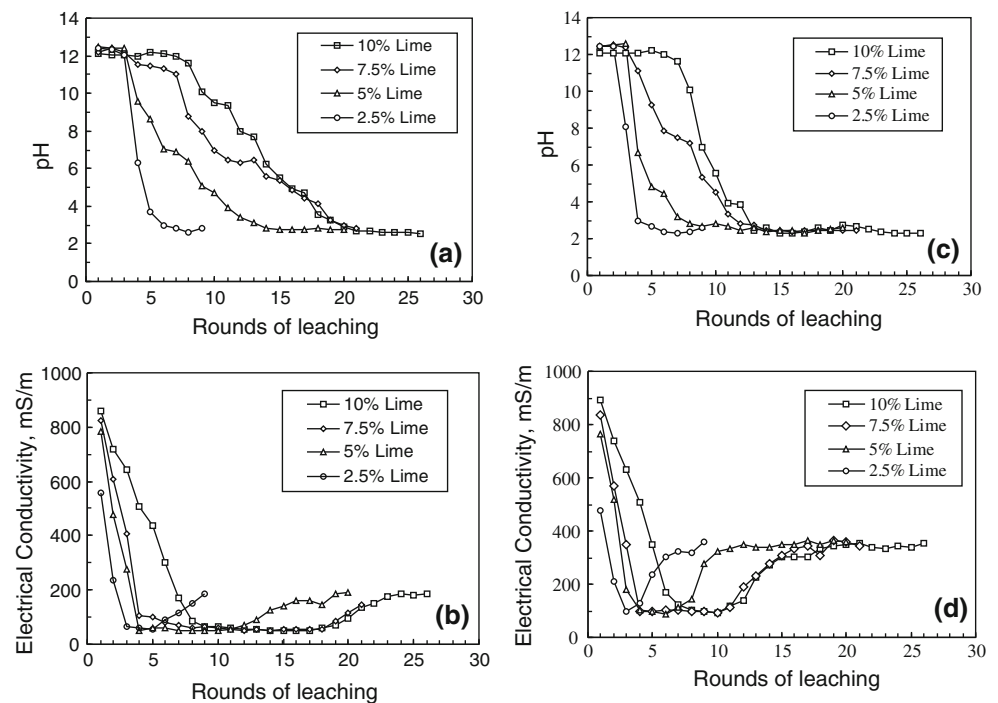 14
12
10
8
6
4
2
0
pH
10% Lime
7.5% Lime
5% Lime
2.5% Lime
(a)
0 5 10 15 20 25 30
Rounds of leaching
14
12
10
8
6
4
2
0
pH
10% Lime
7.5% Lime
5% Lime
2.5% Lime
(c)
0 5 10 15 20 25 30
Rounds of leaching
1000
800
600
400
200
0
Electrical Conductivity, mS/m
10% Lime
7.5% Lime
5% Lime
2.5% Lime
(b)
0 5 10 15 20 25 30
Rounds of leaching
1000
800
600
400
200
0
Electrical Conductivity, mS/m
10% Lime
7.5% Lime
5% Lime
2.5% Lime
(d)
0 5 10 15 20 25 30
Rounds of leaching